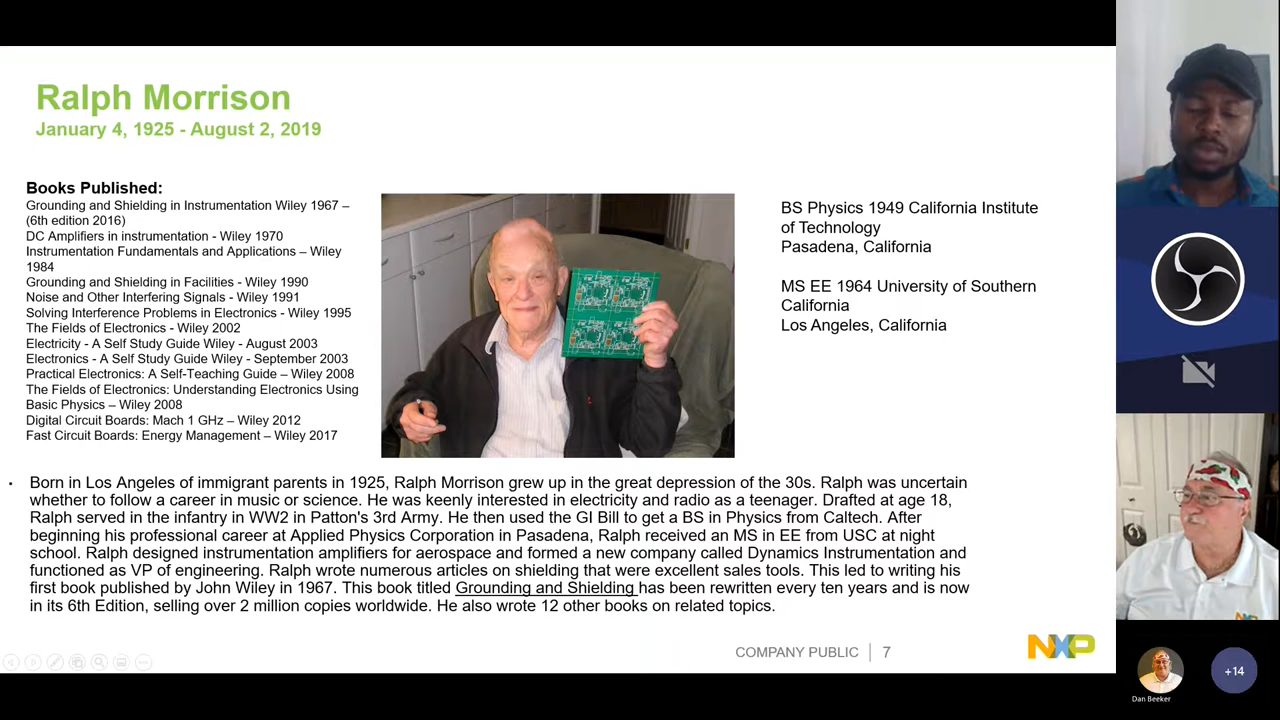 Ralph Morrison
January 4, 1925 - August 2, 2019
Books Published:
Grounding and Shielding in Instrumentation Wiley 1967 –
(6th edition 2016)
DC Amplifiers in instrumentation - Wiley 1970
Instrumentation Fundamentals and Applications – Wiley
1984
Grounding and Shielding in Facilities - Wiley 1990
Noise and Other Interfering Signals - Wiley 1991
Solving Interference Problems in Electronics - Wiley 1995
The Fields of Electronics - Wiley 2002
Electricity - A Self Study Guide Wiley - August 2003
Electronics - A Self Study Guide Wiley - September 2003
Practical Electronics: A Self-Teaching Guide – Wiley 2008
The Fields of Electronics: Understanding Electronics Using
Basic Physics – Wiley 2008
Digital Circuit Boards: Mach 1 GHz – Wiley 2012
Fast Circuit Boards: Energy Management – Wiley 2017
BS Physics 1949 California Institute
of Technology
Pasadena, California
MS EE 1964 University of Southern
California
Los Angeles, California
Born in Los Angeles of immigrant parents in 1925, Ralph Morrison grew up in the great depression of the 30s. Ralph was uncertain
whether to follow a career in music or science. He was keenly interested in electricity and radio as a teenager. Drafted at age 18,
Ralph served in the infantry in WW2 in Patton's 3rd Army. He then used the GI Bill to get a BS in Physics from Caltech. After
beginning his professional career at Applied Physics Corporation in Pasadena, Ralph received an MS in EE from USC at night
school. Ralph designed instrumentation amplifiers for aerospace and formed a new company called Dynamics Instrumentation and
functioned as VP of engineering. Ralph wrote numerous articles on shielding that were excellent sales tools. This led to writing his
first book published by John Wiley in 1967. This book titled Grounding and Shielding has been rewritten every ten years and is now
in its 6th Edition, selling over 2 million copies worldwide. He also wrote 12 other books on related topics.
COMPANY PUBLIC | 7
NXP
Dan Beeker
+14